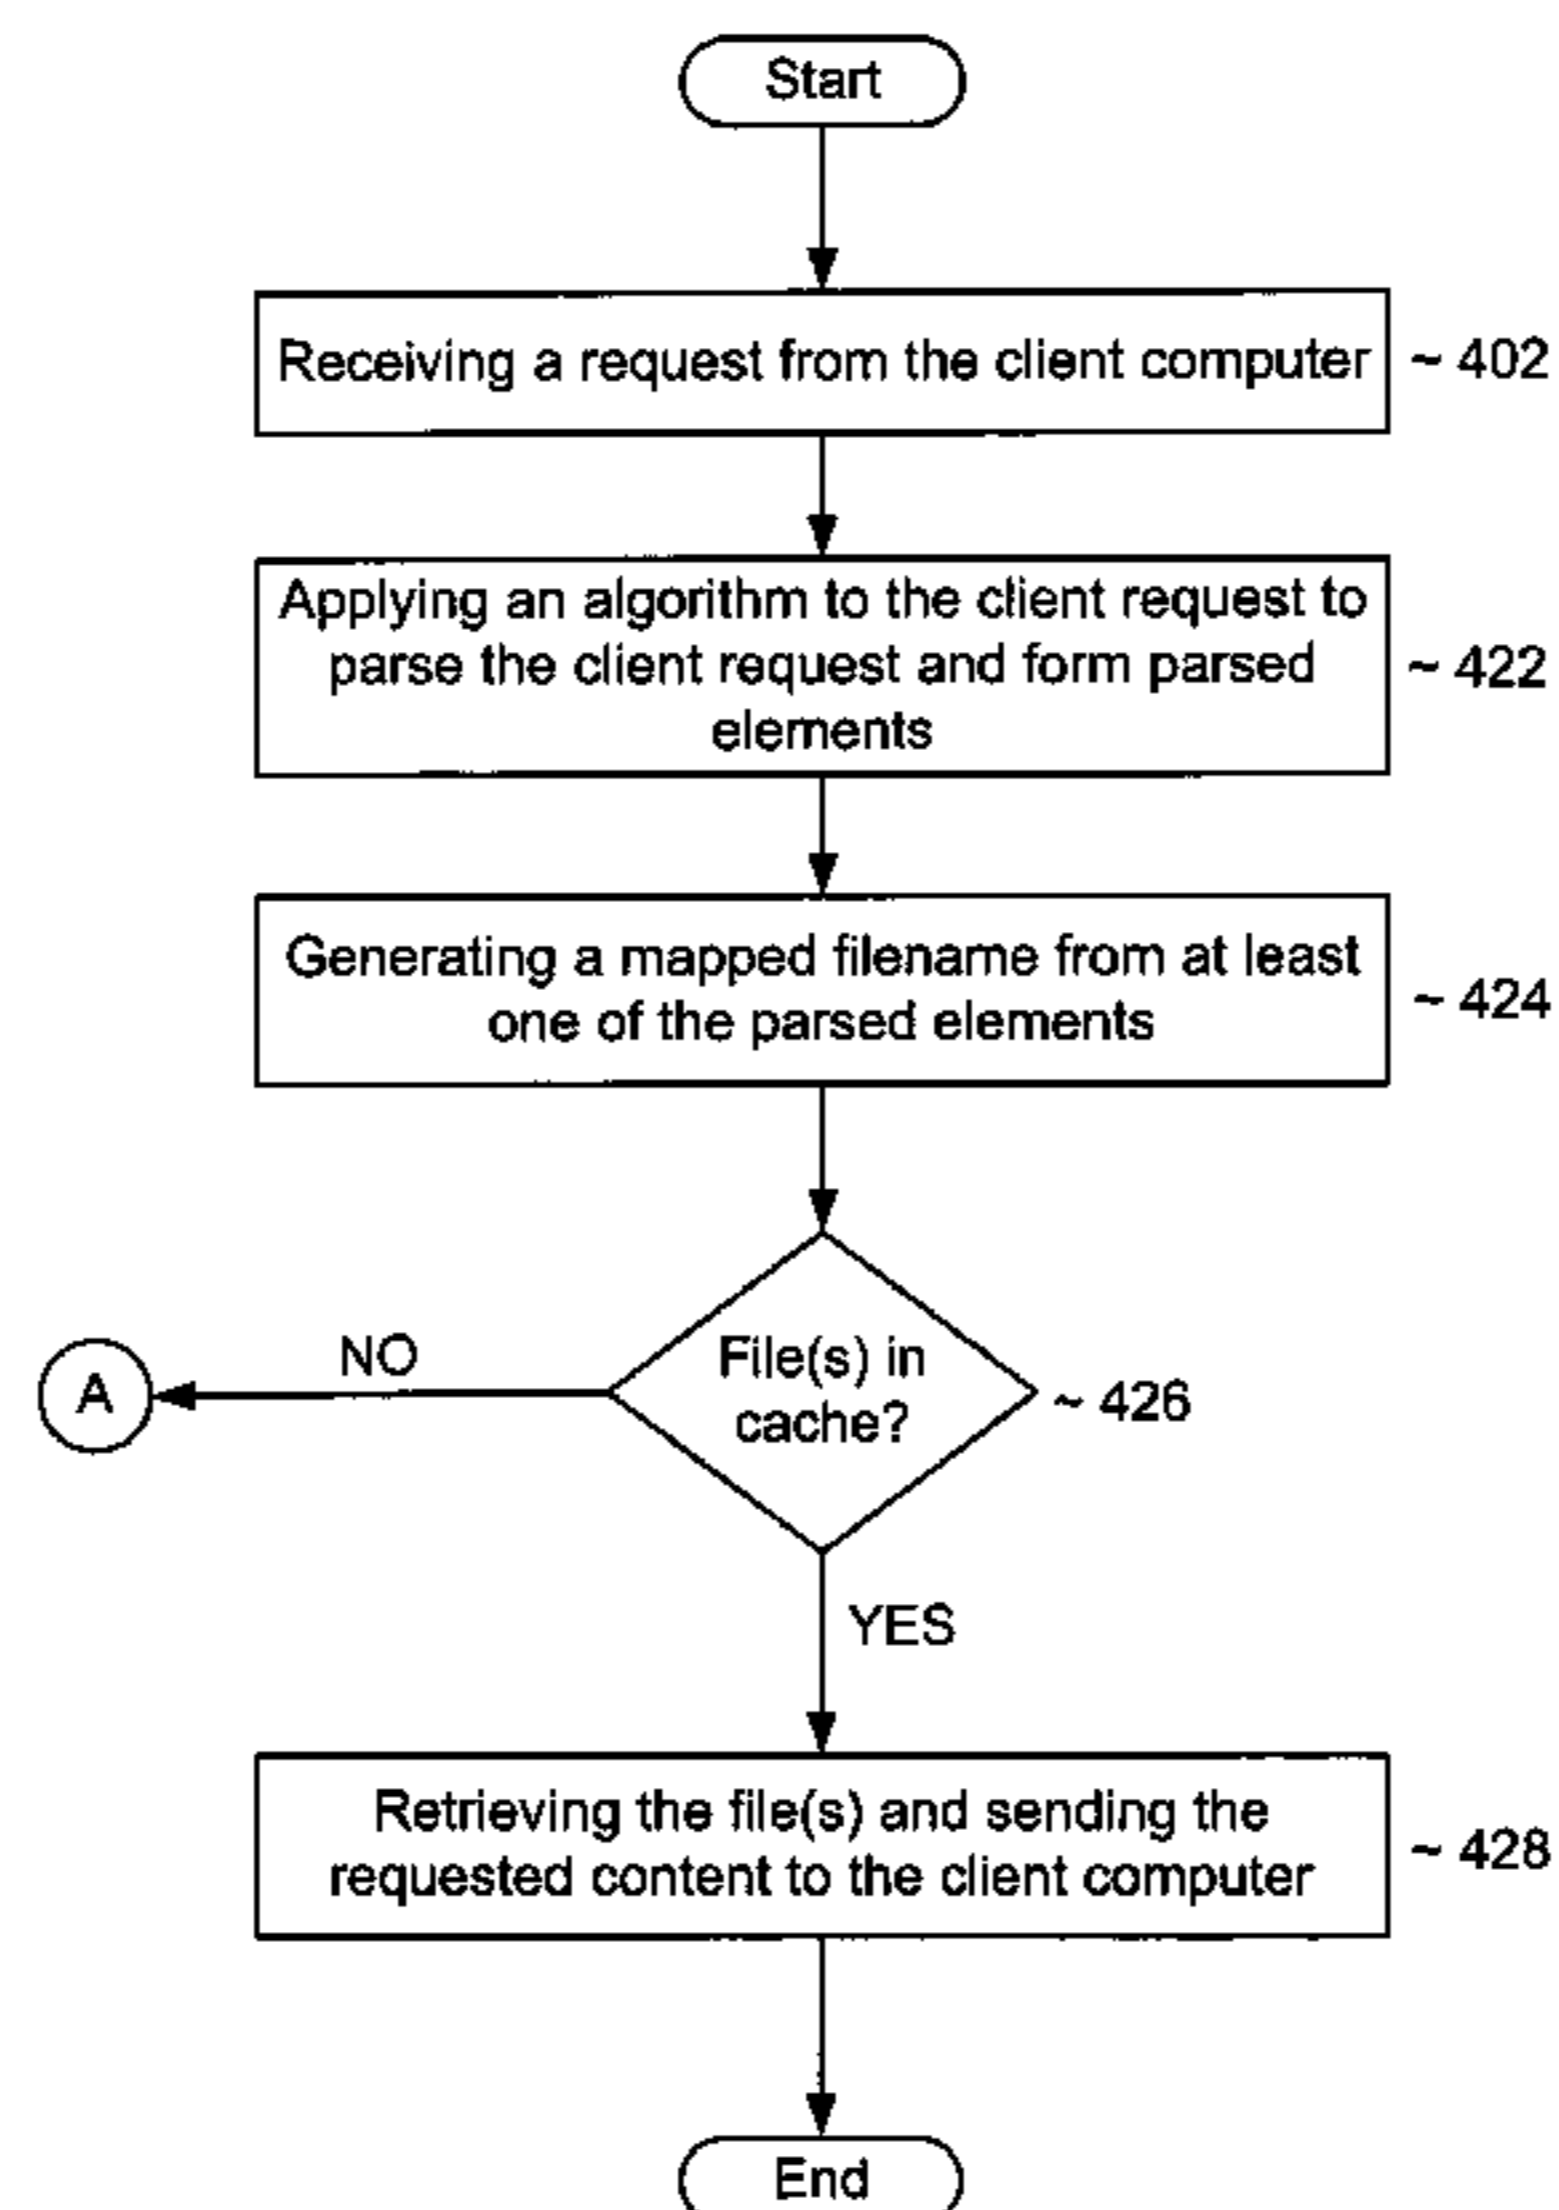 Start
Receiving a request from the client computer
~ 402
Applying an algorithm to the client request to
parse the client request and form parsed
elements
~ 422
Generating a mapped filename from at least
one of the parsed elements
~ 424
File(s) in
cache?
~ 426
NO
A
YES
Retrieving the file(s) and sending the
requested content to the client computer
~ 428
End